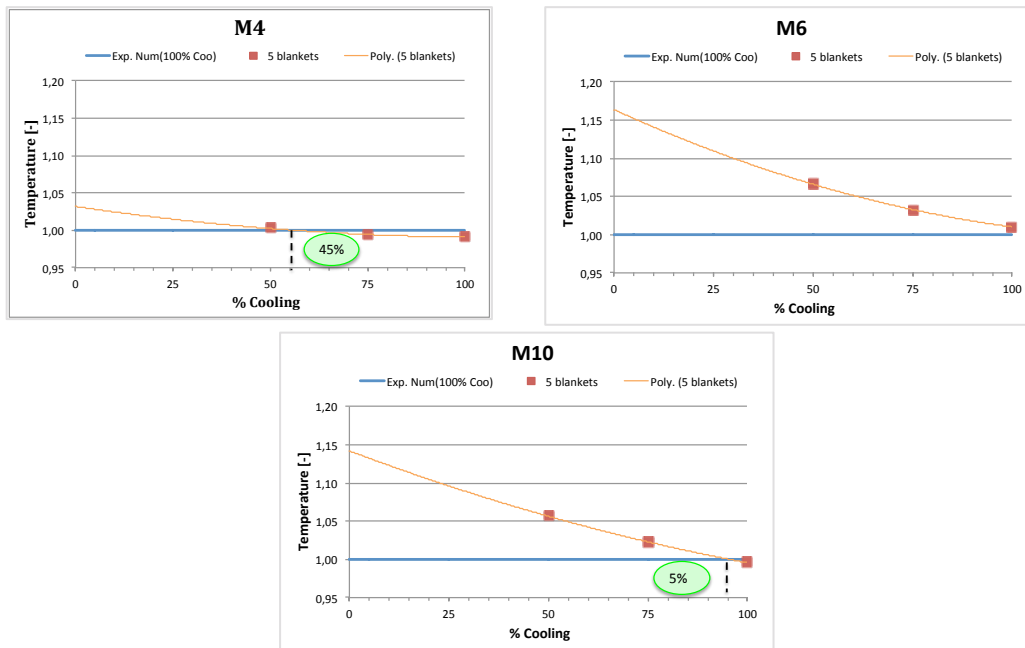 M4
Exp. Num(100% Coo) 5 blankets Poly. (5 blankets)
1,20
1,15
1,10
1,05
1,00
0,95
Temperature [-]
45%
0 25 50 75 100
% Cooling
M6
Exp. Num(100% Coo) 5 blankets Poly. (5 blankets)
1,20
1,15
1,10
1,05
1,00
0,95
Temperature [-]
0 25 50 75 100
% Cooling
M10
Exp. Num(100% Coo) 5 blankets Poly. (5 blankets)
1,20
1,15
1,10
1,05
1,00
0,95
Temperature [-]
5%
0 25 50 75 100
% Cooling